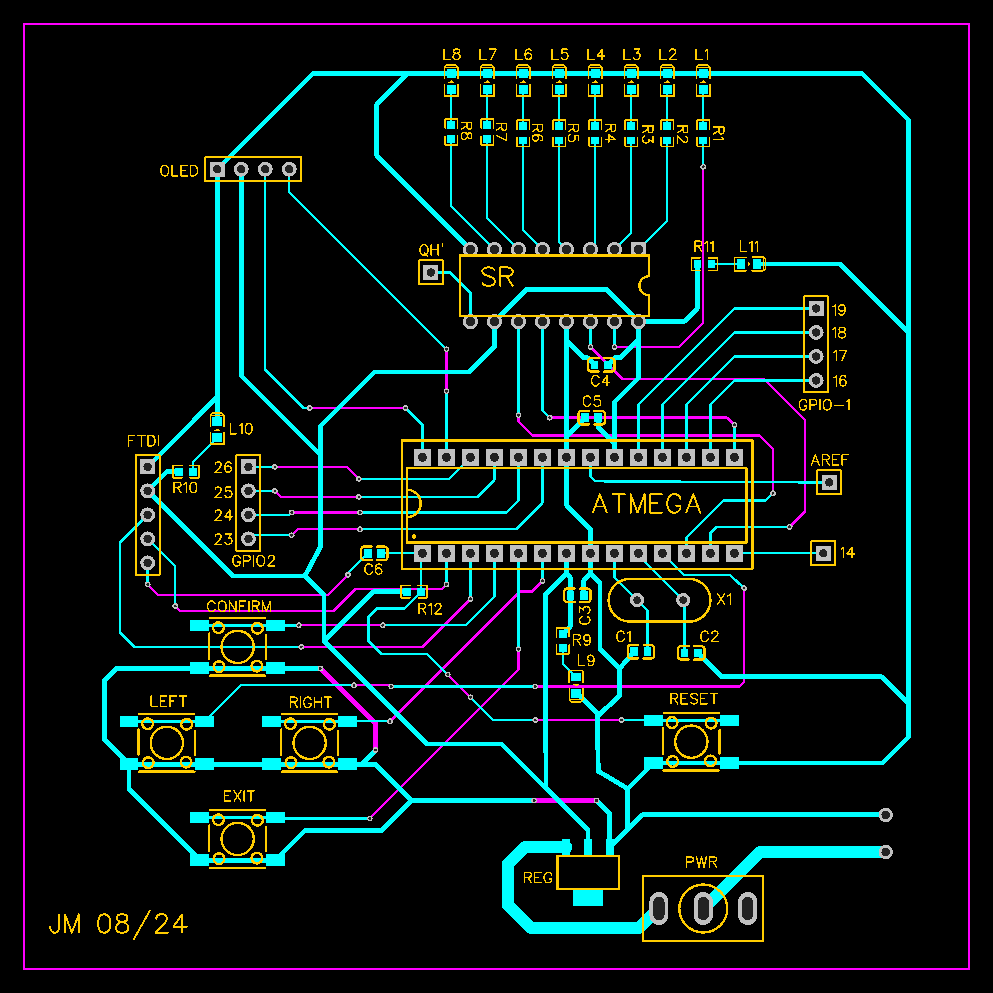 L8 L7 L6 L5 L4 L3 L2 L1
R8 R7 R6 R5 R4 R3 R2 R1
OLED
QH'
SR
R11 L11
19
18
17
16
GPIO-1
C4
C5
L10
FTDI
R10
26
25
24
23
GPIO2
ATMEGA
AREF
14
C6
R12
C3
X1
CONFIRM
R9
C1 C2
L9
LEFT RIGHT
RESET
EXIT
REG
PWR
JM 08/24